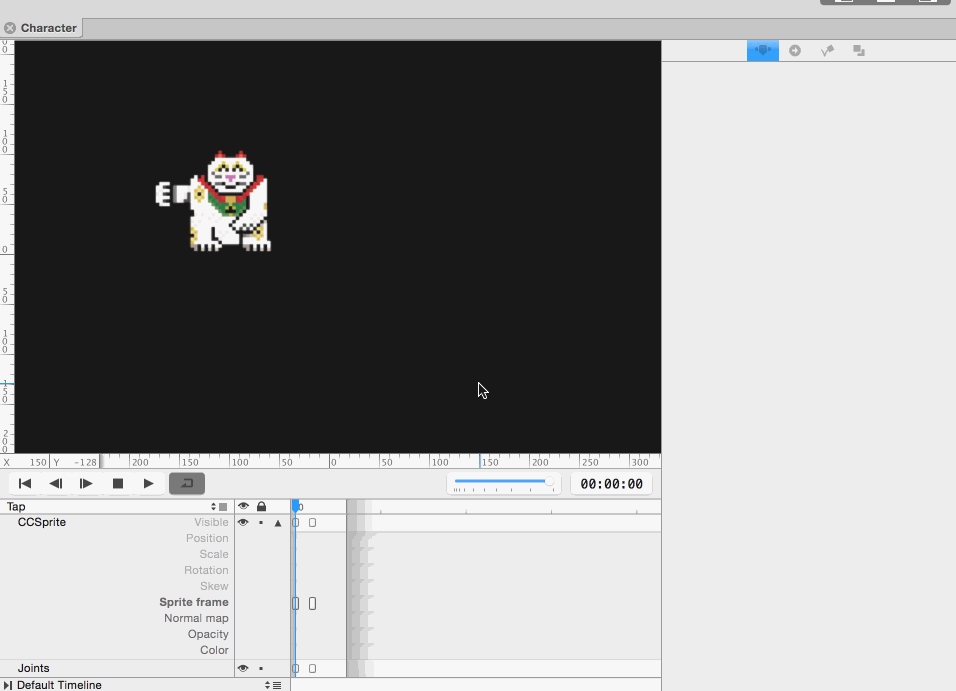 Character
0
150
100
50
0
50
100
150
200
X 150 Y -128 200 150 100 50 0 50 100 150 200 250 300
00:00:00
Tap
CCSprite Visible
Position
Scale
Rotation
Skew
Sprite frame
Normal map
Opacity
Color
Joints
Default Timeline